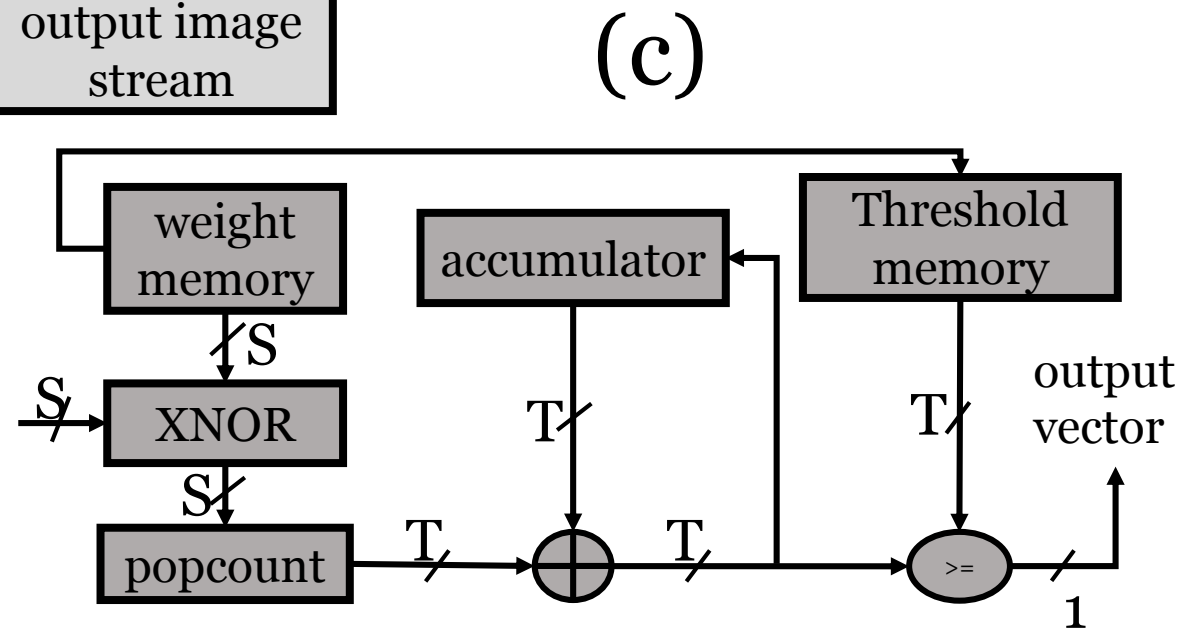 output image
stream
(c)
weight
memory
accumulator
Threshold
memory
S
S
XNOR
S
popcount
T
T
T
T
>=
output
vector
1